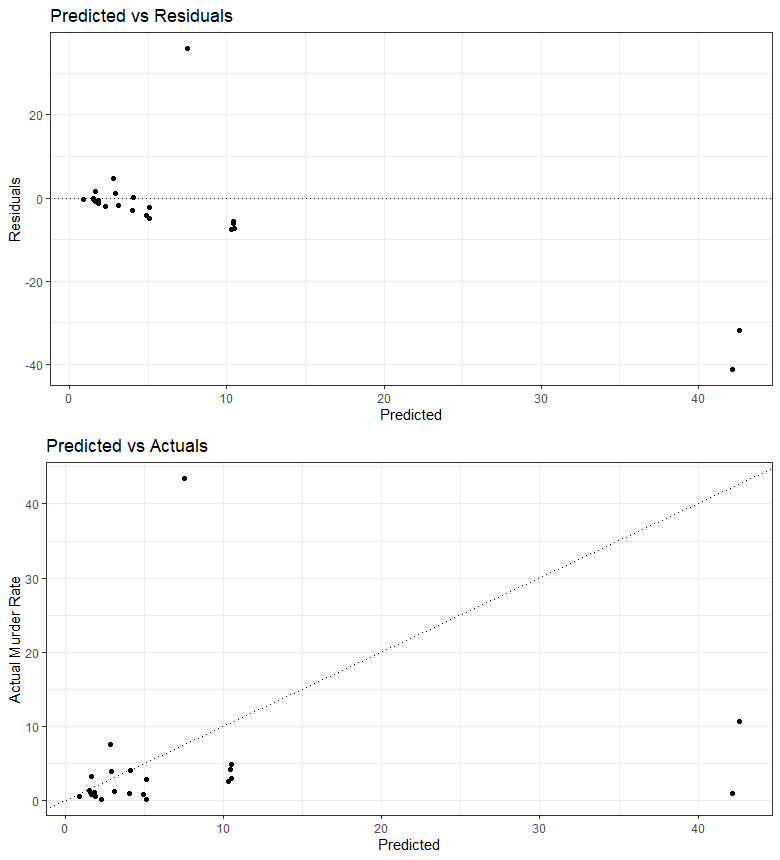 Predicted vs Residuals
Residuals
20
0
-20
-40
0 10 20 30 40
Predicted
Predicted vs Actuals
Actual Murder Rate
40
30
20
10
0
0 10 20 30 40
Predicted